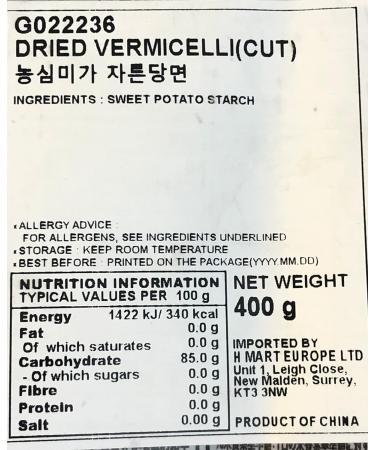 G022236
DRIED VERMICELLI(CUT)
농심미가 자른당면
INGREDIENTS : SWEET POTATO STARCH
*ALLERGY ADVICE :
FOR ALLERGENS, SEE INGREDIENTS UNDERLINED
*STORAGE : KEEP ROOM TEMPERATURE
*BEST BEFORE : PRINTED ON THE PACKAGE(YYYY.MM.DD)
NUTRITION INFORMATION
TYPICAL VALUES PER 100 g
Energy 1422 kJ/ 340 kcal
Fat 0.0 g
Of which saturates 0.0 g
Carbohydrate 85.0 g
- Of which sugars 0.0 g
Fibre 0.0 g
Protein 0.0 g
Salt 0.00 g
NET WEIGHT
400 g
IMPORTED BY
H MART EUROPE LTD
Unit 1, Leigh Close,
New Malden, Surrey,
KT3 3NW
PRODUCT OF CHINA